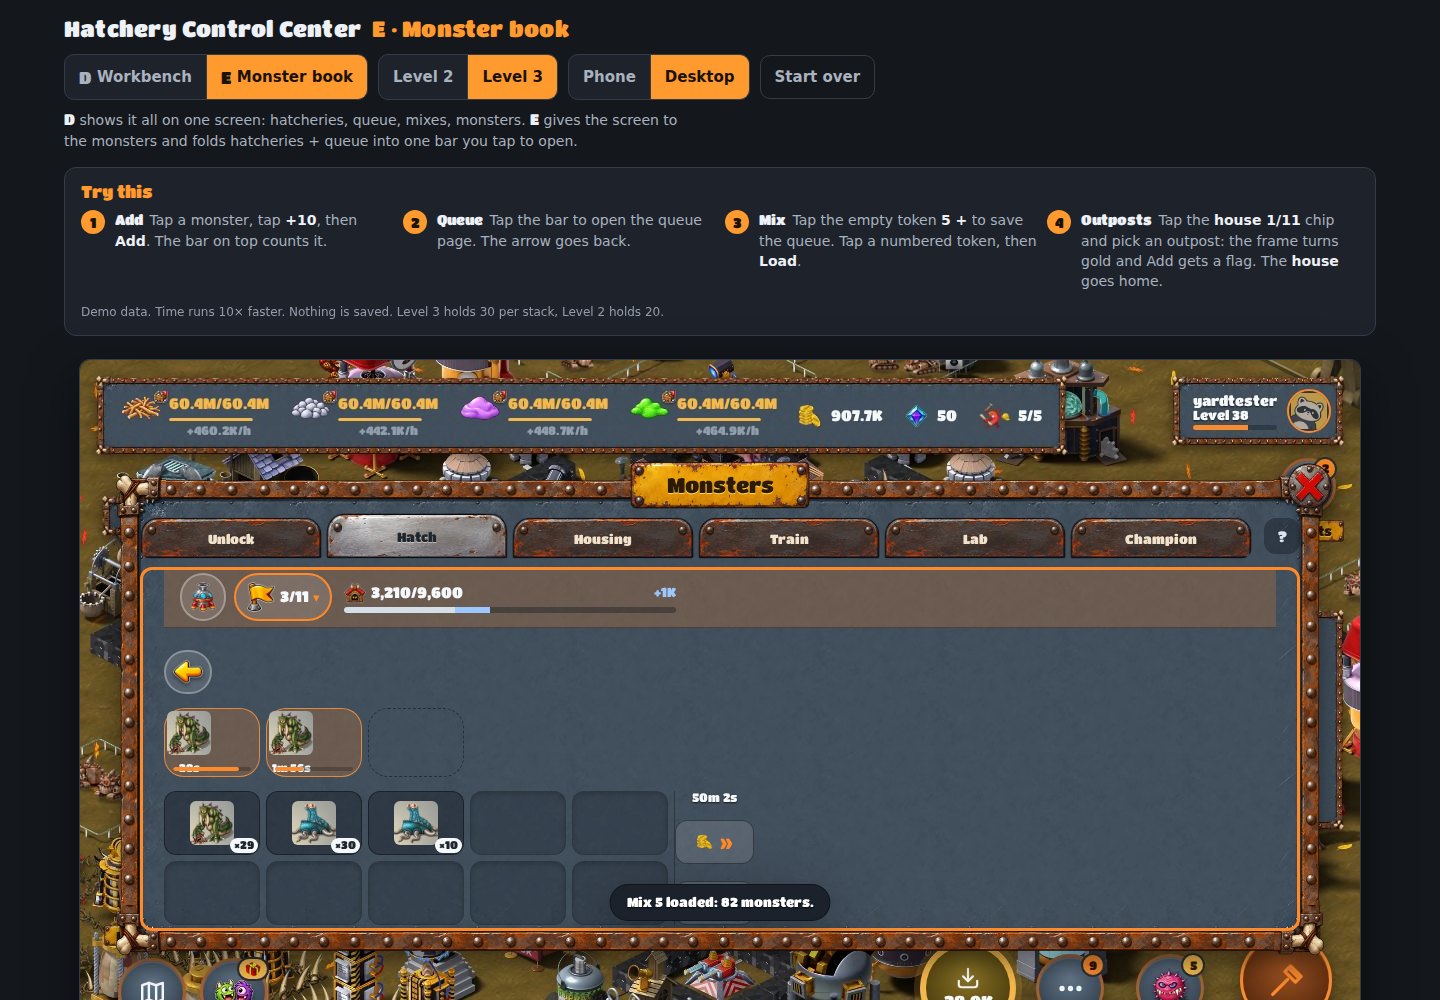 Hatchery Control Center E · Monster book
D Workbench
E Monster book
Level 2
Level 3
Phone
Desktop
Start over
D shows it all on one screen: hatcheries, queue, mixes, monsters. E gives the screen to
the monsters and folds hatcheries + queue into one bar you tap to open.
Try this
1 Add Tap a monster, tap +10, then
Add. The bar on top counts it.
2 Queue Tap the bar to open the queue
page. The arrow goes back.
3 Mix Tap the empty token 5 + to save
the queue. Tap a numbered token, then
Load.
4 Outposts Tap the house 1/11 chip
and pick an outpost: the frame turns
gold and Add gets a flag. The house
goes home.
Demo data. Time runs 10× faster. Nothing is saved. Level 3 holds 30 per stack, Level 2 holds 20.
60.4M/60.4M
+460.2K/h
60.4M/60.4M
+442.1K/h
60.4M/60.4M
+448.7K/h
60.4M/60.4M
+464.9K/h
907.7K
50
5/5
yardtester
Level 38
Monsters
Unlock
Hatch
Housing
Train
Lab
Champion
?
3/11
3,210/9,600
+1K
50m 2s
×29
×30
×10
»
Mix 5 loaded: 82 monsters.
9
5